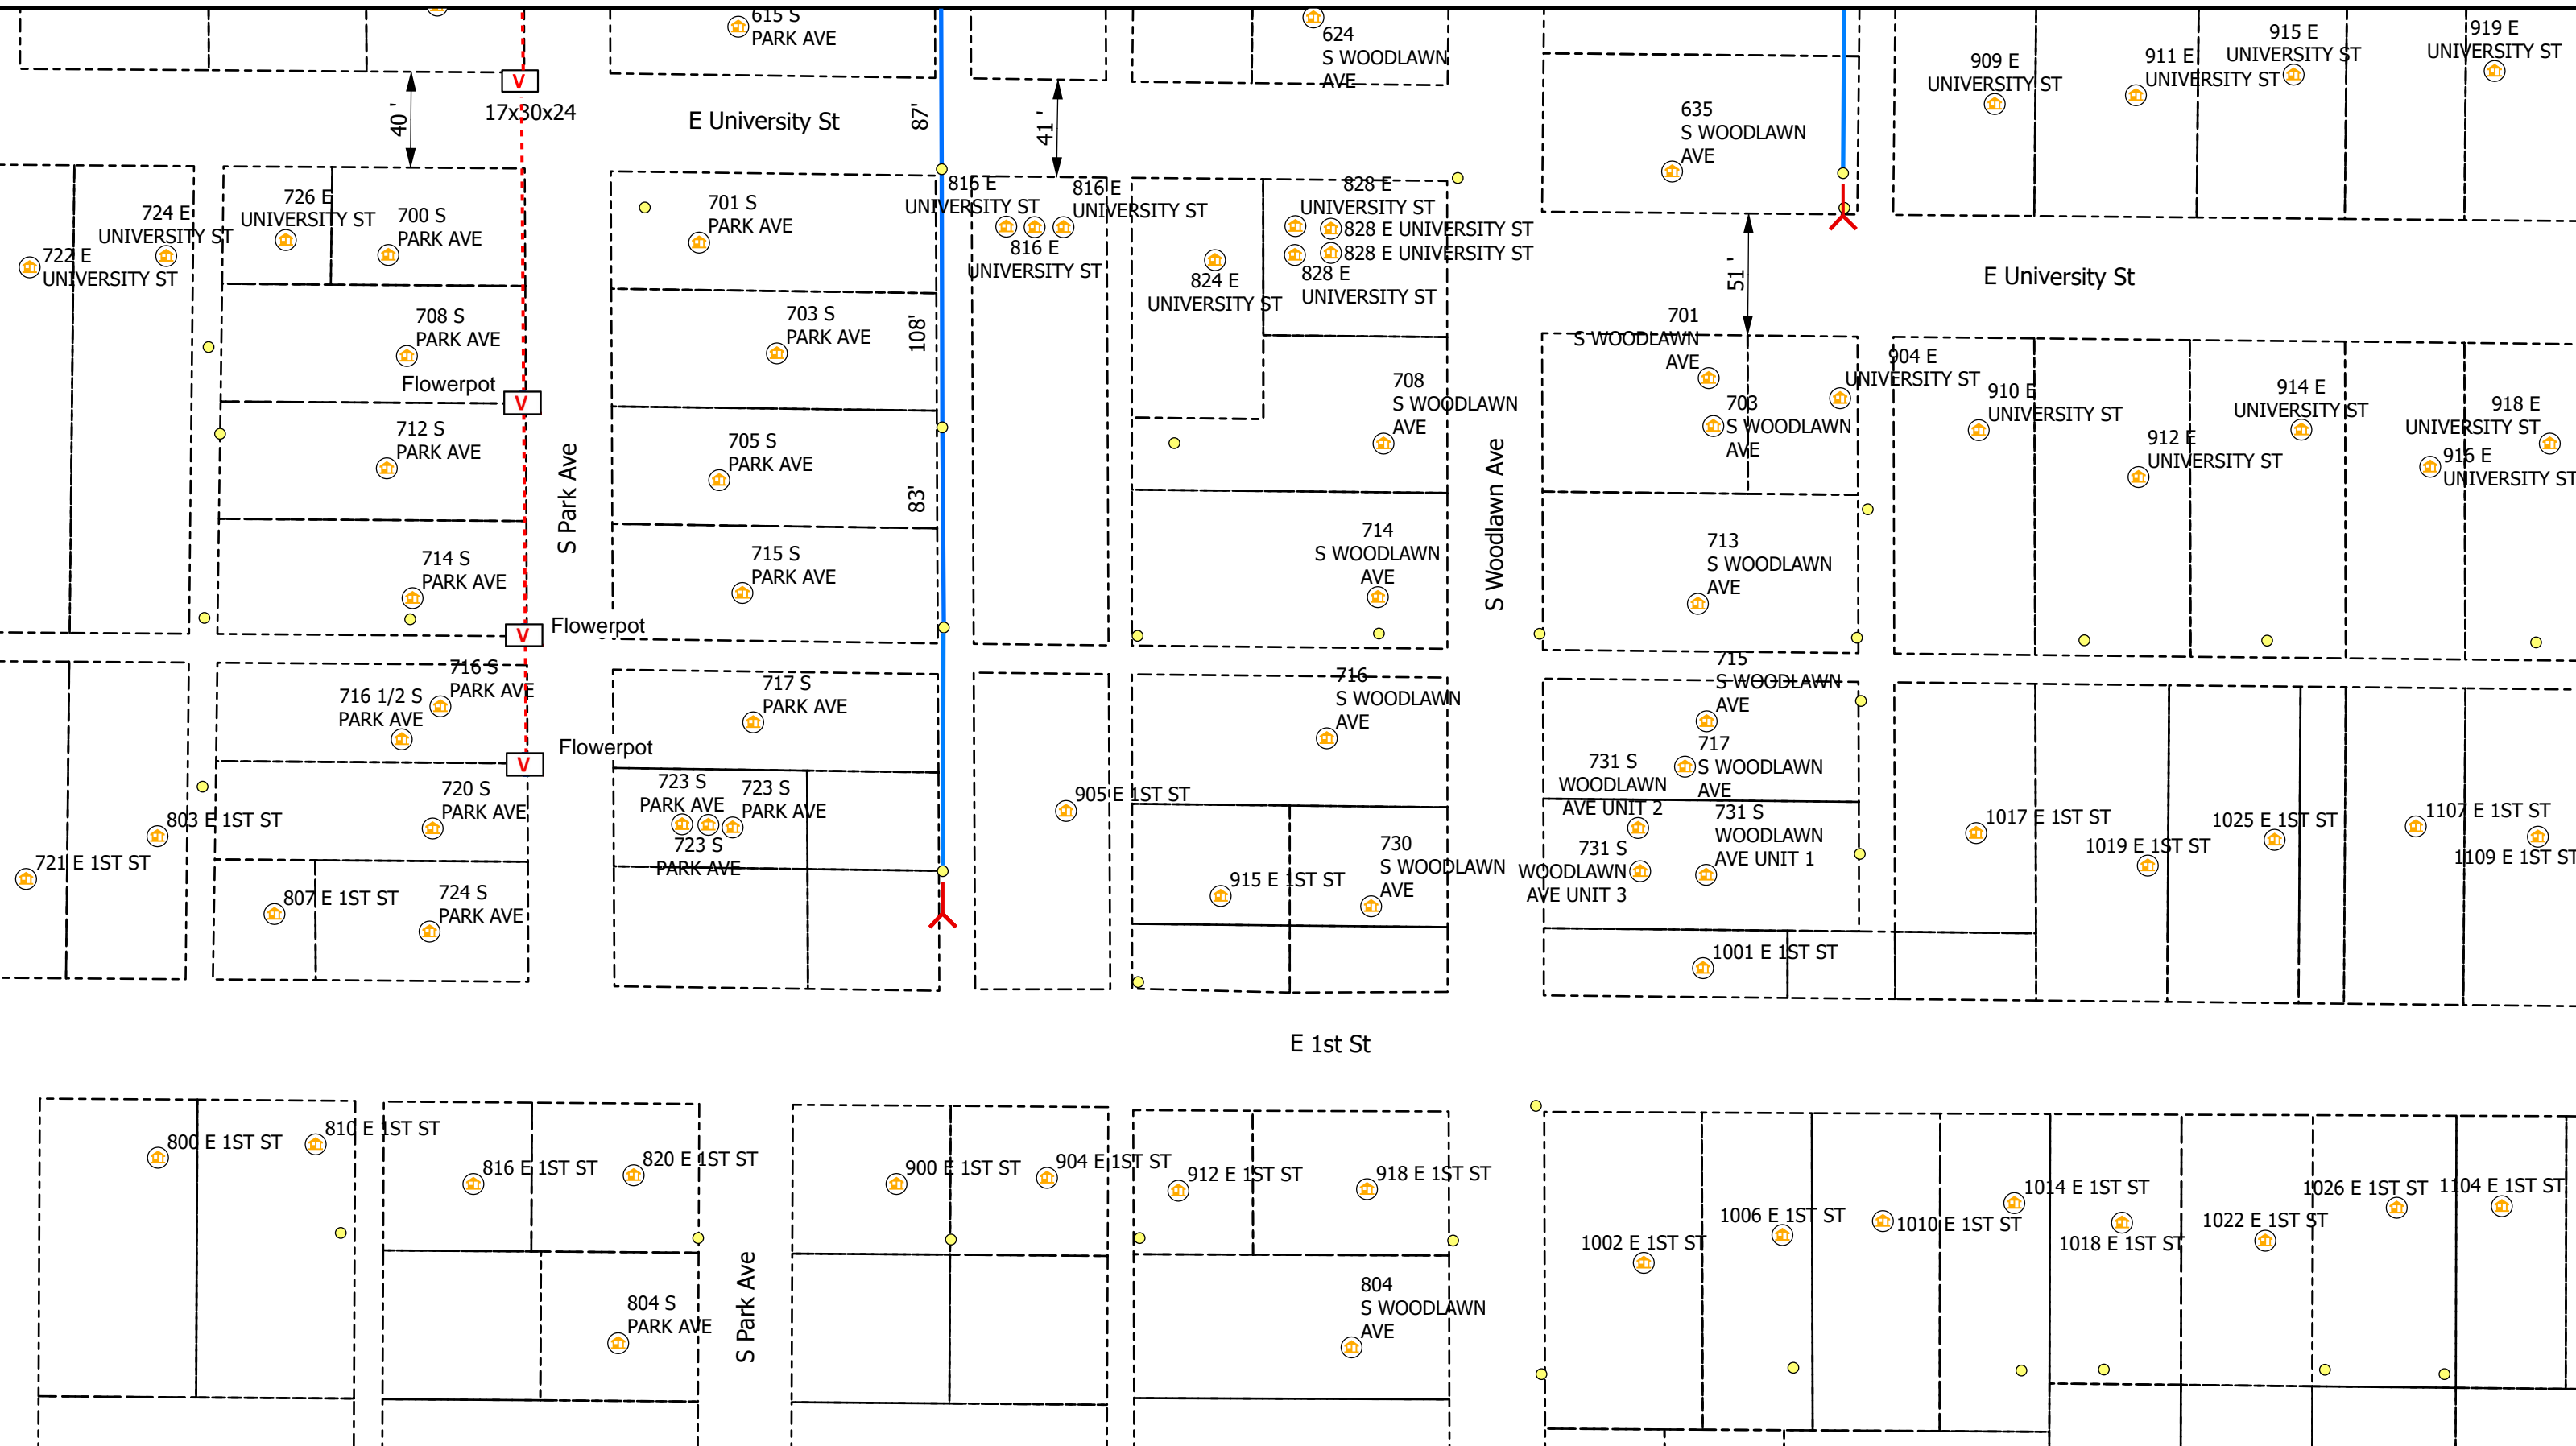 615 S
PARK AVE
624
S WOODLAWN
AVE
909 E
UNIVERSITY ST
911 E
UNIVERSITY ST
915 E
UNIVERSITY ST
919 E
UNIVERSITY ST
V
17x30x24
40 '
E University St
87'
41 '
635
S WOODLAWN
AVE
722 E
UNIVERSITY ST
724 E
UNIVERSITY ST
726 E
UNIVERSITY ST
700 S
PARK AVE
701 S
PARK AVE
816 E
UNIVERSITY ST
816 E
UNIVERSITY ST
816 E
UNIVERSITY ST
824 E
UNIVERSITY ST
828 E
UNIVERSITY ST
828 E UNIVERSITY ST
828 E UNIVERSITY ST
828 E
UNIVERSITY ST
51 '
E University St
708 S
PARK AVE
703 S
PARK AVE
108'
701
S WOODLAWN
AVE
904 E
UNIVERSITY ST
Flowerpot
V
708
S WOODLAWN
AVE
703
S WOODLAWN
AVE
910 E
UNIVERSITY ST
912 E
UNIVERSITY ST
914 E
UNIVERSITY ST
918 E
UNIVERSITY ST
916 E
UNIVERSITY ST
712 S
PARK AVE
S Park Ave
705 S
PARK AVE
83'
S Woodlawn Ave
714 S
PARK AVE
715 S
PARK AVE
714
S WOODLAWN
AVE
713
S WOODLAWN
AVE
V
Flowerpot
716 S
PARK AVE
716 1/2 S
PARK AVE
717 S
PARK AVE
716
S WOODLAWN
AVE
715
S WOODLAWN
AVE
V
Flowerpot
717
S WOODLAWN
AVE
731 S
WOODLAWN
AVE UNIT 2
731 S
WOODLAWN
AVE UNIT 1
731 S
WOODLAWN
AVE UNIT 3
803 E 1ST ST
721 E 1ST ST
720 S
PARK AVE
723 S
PARK AVE
723 S
PARK AVE
723 S
PARK AVE
905 E 1ST ST
1017 E 1ST ST
1019 E 1ST ST
1025 E 1ST ST
1107 E 1ST ST
1109 E 1ST ST
807 E 1ST ST
724 S
PARK AVE
915 E 1ST ST
730
S WOODLAWN
AVE
1001 E 1ST ST
E 1st St
800 E 1ST ST
810 E 1ST ST
816 E 1ST ST
820 E 1ST ST
900 E 1ST ST
904 E 1ST ST
912 E 1ST ST
918 E 1ST ST
1002 E 1ST ST
1006 E 1ST ST
1010 E 1ST ST
1014 E 1ST ST
1018 E 1ST ST
1022 E 1ST ST
1026 E 1ST ST
1104 E 1ST ST
804 S
PARK AVE
S Park Ave
804
S WOODLAWN
AVE